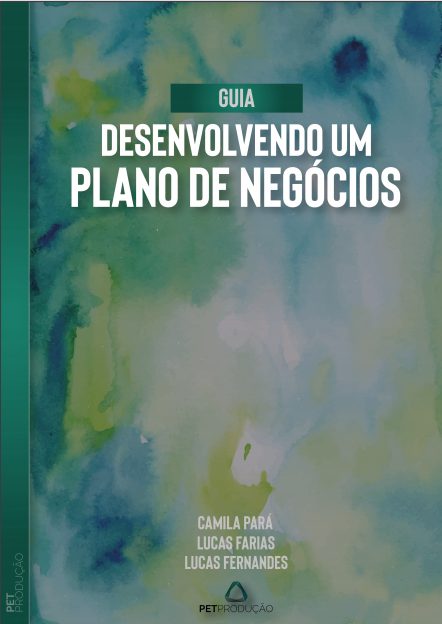 GUIA
DESENVOLVENDO UM
PLANO DE NEGÓCIOS
CAMILA PARÁ
LUCAS FARIAS
LUCAS FERNANDES
PETPRODUÇÃO
PET
PRODUÇÃO